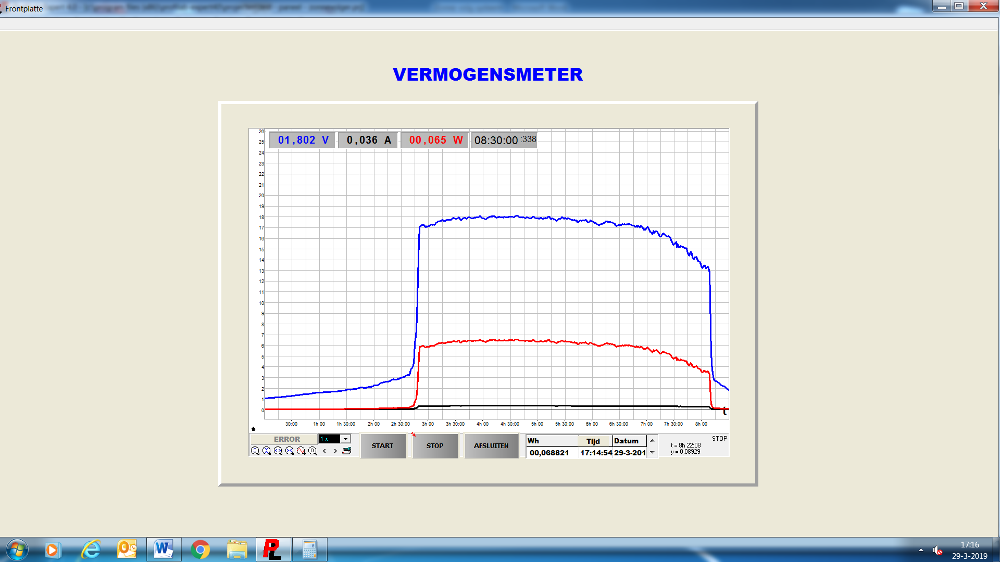 Frontplatte
VERMOGENSMETER
01,802 V 0,036 A 00,065 W 08:30:00 :338
26
25
24
23
22
21
20
19
18
17
16
15
14
13
12
11
10
9
8
7
6
5
4
3
2
1
0
t
30:00 1h 00 1h 30:00 2h 00 2h 30:00 3h 00 3h 30:00 4h 00 4h 30:00 5h 00 5h 30:00 6h 00 6h 30:00 7h 00 7h 30:00 8h 00
ERROR 1 s
START STOP AFSLUITEN
Wh Tijd Datum
00,068821 17:14:54 29-3-201
STOP
t = 8h 22:08
y = 0,08929
17:16
29-3-2019